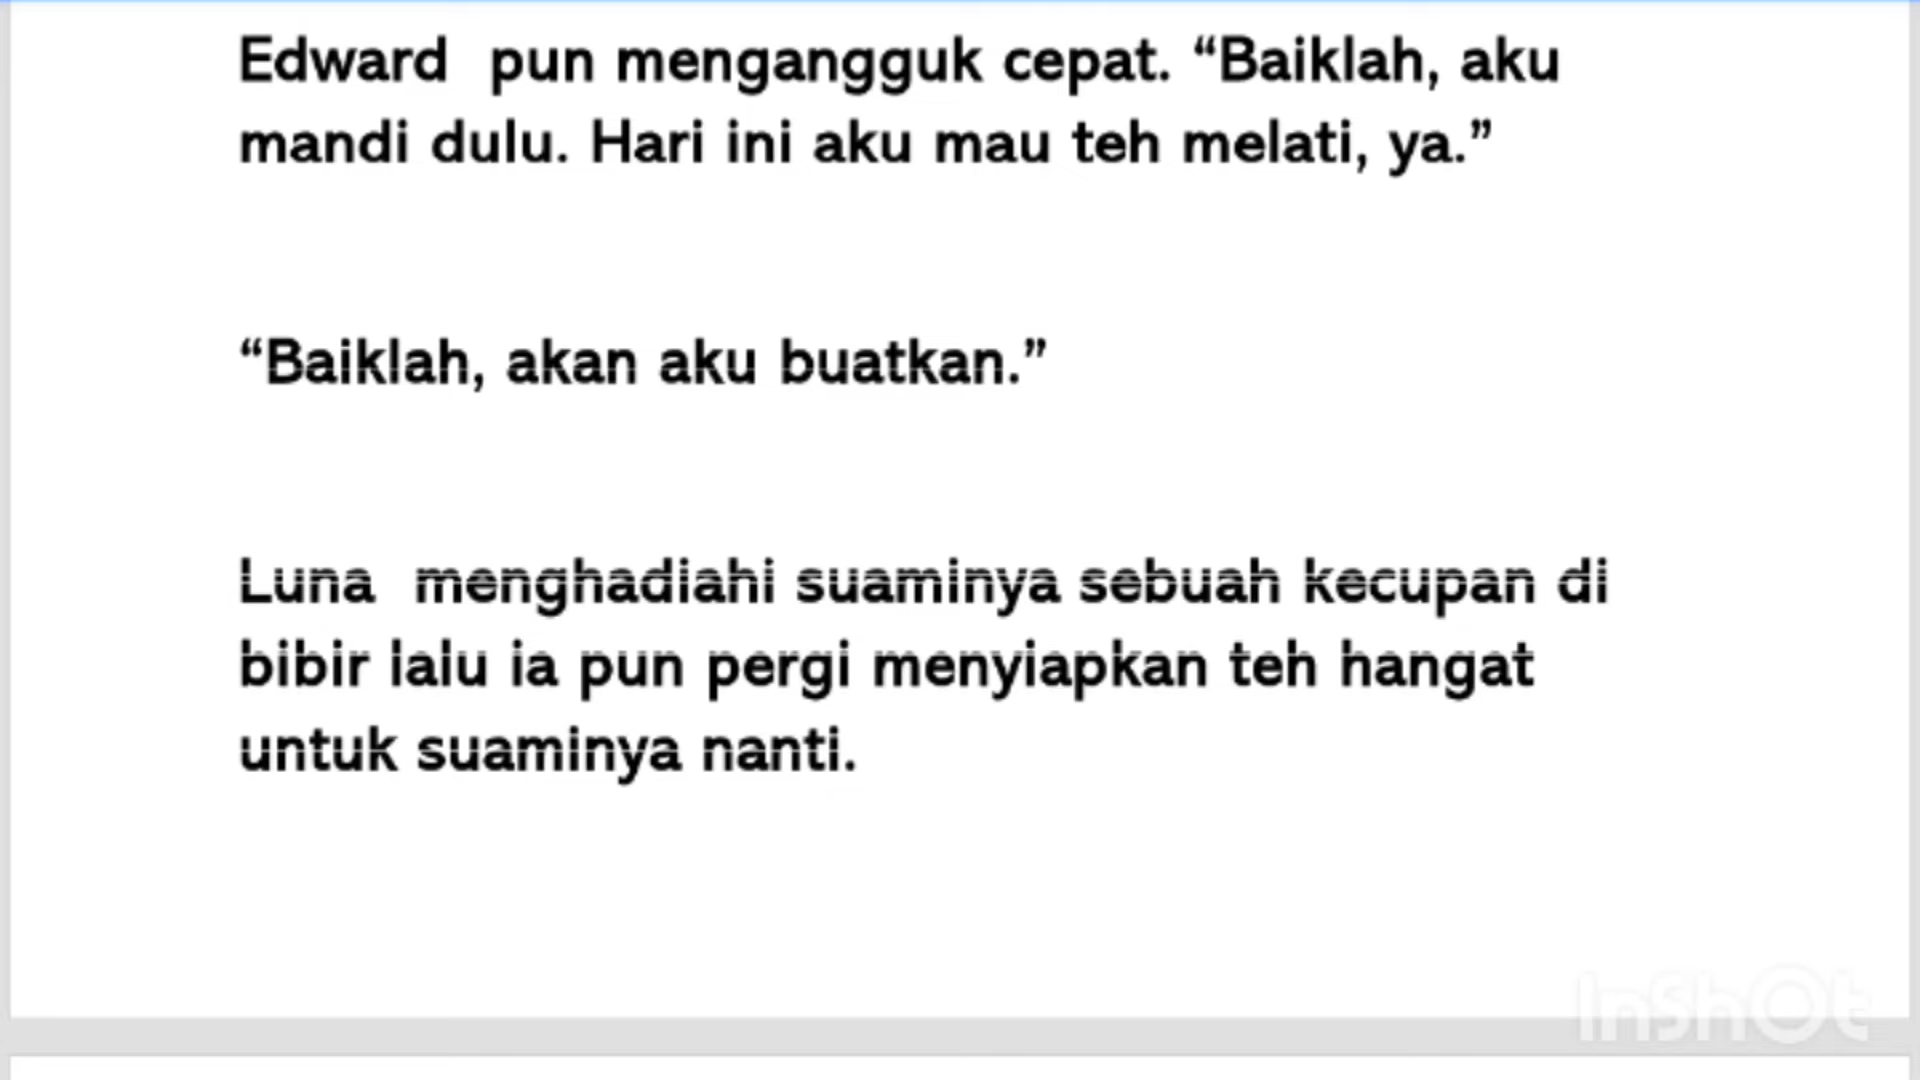 Edward  pun mengangguk cepat. “Baiklah, aku
mandi dulu. Hari ini aku mau teh melati, ya.”
“Baiklah, akan aku buatkan.”
Luna  menghadiahi suaminya sebuah kecupan di
bibir lalu ia pun pergi menyiapkan teh hangat
untuk suaminya nanti.
InShOt